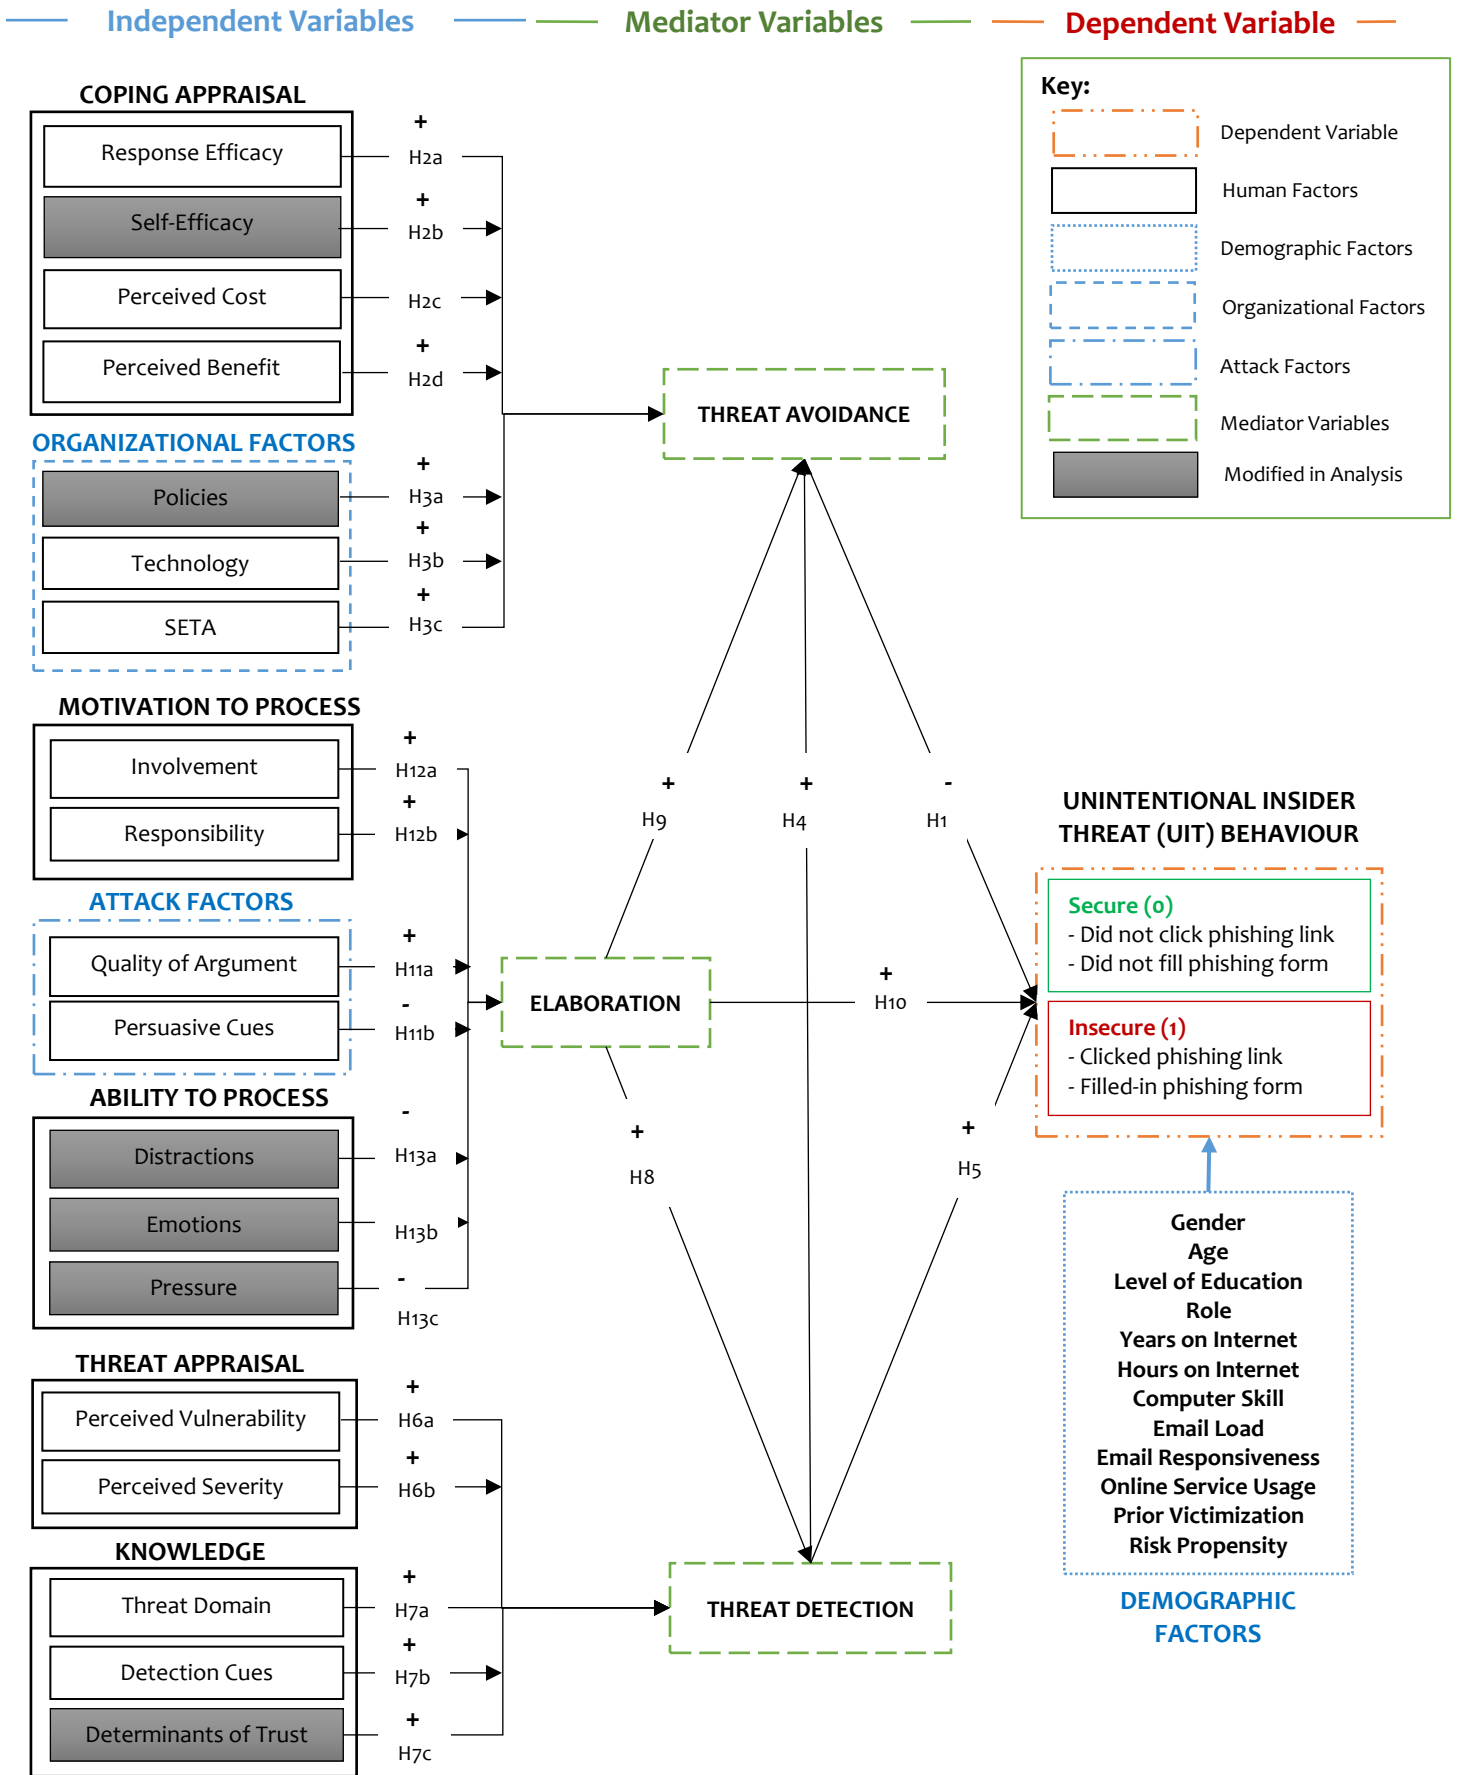 Independent Variables
Mediator Variables
Dependent Variable
COPING APPRAISAL
Response Efficacy
+
H2a
Self-Efficacy
+
H2b
Perceived Cost
H2c
Perceived Benefit
+
H2d
ORGANIZATIONAL FACTORS
Policies
+
H3a
Technology
+
H3b
SETA
+
H3c
MOTIVATION TO PROCESS
Involvement
+
H12a
Responsibility
+
H12b
ATTACK FACTORS
Quality of Argument
+
H11a
Persuasive Cues
-
H11b
ABILITY TO PROCESS
Distractions
-
H13a
Emotions
H13b
Pressure
-
H13c
THREAT APPRAISAL
Perceived Vulnerability
+
H6a
Perceived Severity
+
H6b
KNOWLEDGE
Threat Domain
+
H7a
Detection Cues
+
H7b
Determinants of Trust
+
H7c
THREAT AVOIDANCE
+
H9
+
H4
-
H1
ELABORATION
+
H10
+
H8
+
H5
THREAT DETECTION
Key:
Dependent Variable
Human Factors
Demographic Factors
Organizational Factors
Attack Factors
Mediator Variables
Modified in Analysis
UNINTENTIONAL INSIDER
THREAT (UIT) BEHAVIOUR
Secure (0)
- Did not click phishing link
- Did not fill phishing form
Insecure (1)
- Clicked phishing link
- Filled-in phishing form
Gender
Age
Level of Education
Role
Years on Internet
Hours on Internet
Computer Skill
Email Load
Email Responsiveness
Online Service Usage
Prior Victimization
Risk Propensity
DEMOGRAPHIC
FACTORS